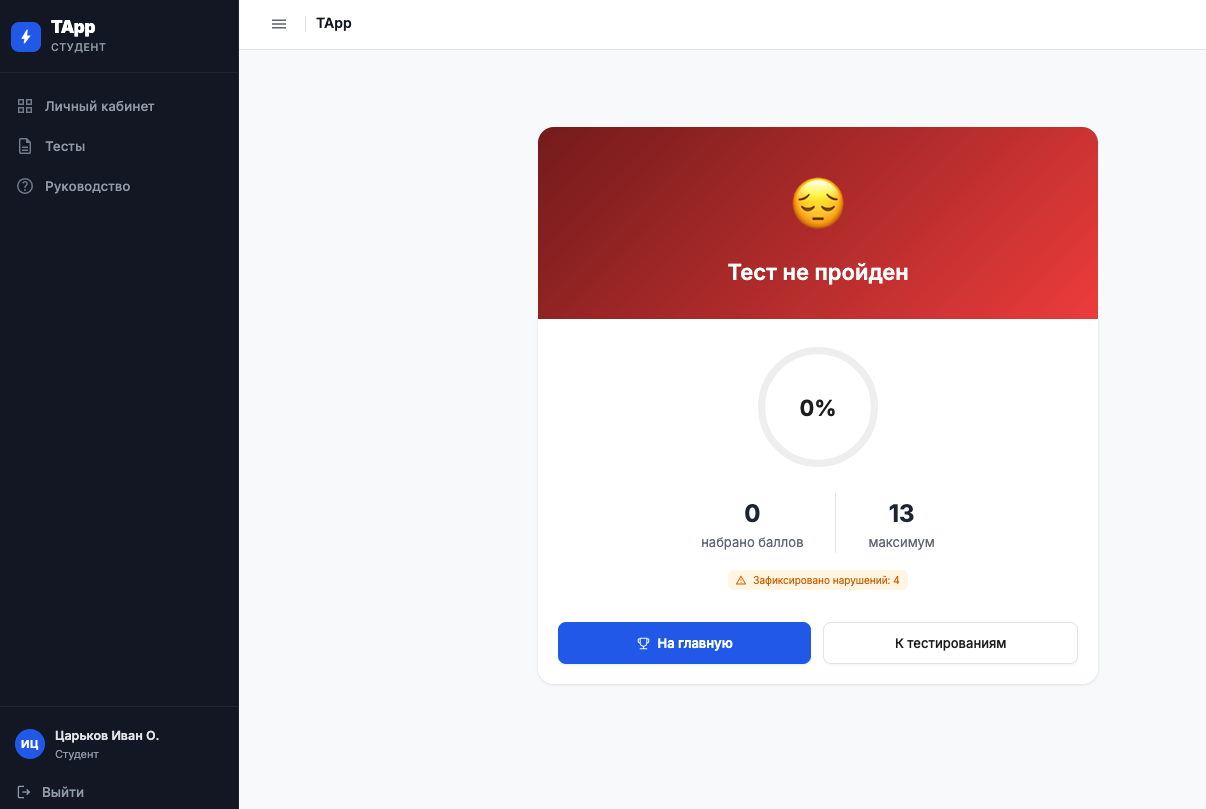 TApp
СТУДЕНТ
Личный кабинет
Тесты
Руководство
Царьков Иван О.
ИЦ
Студент
Выйти
TApp
Тест не пройден
0%
0
набрано баллов
13
максимум
Зафиксировано нарушений: 4
На главную
К тестированиям